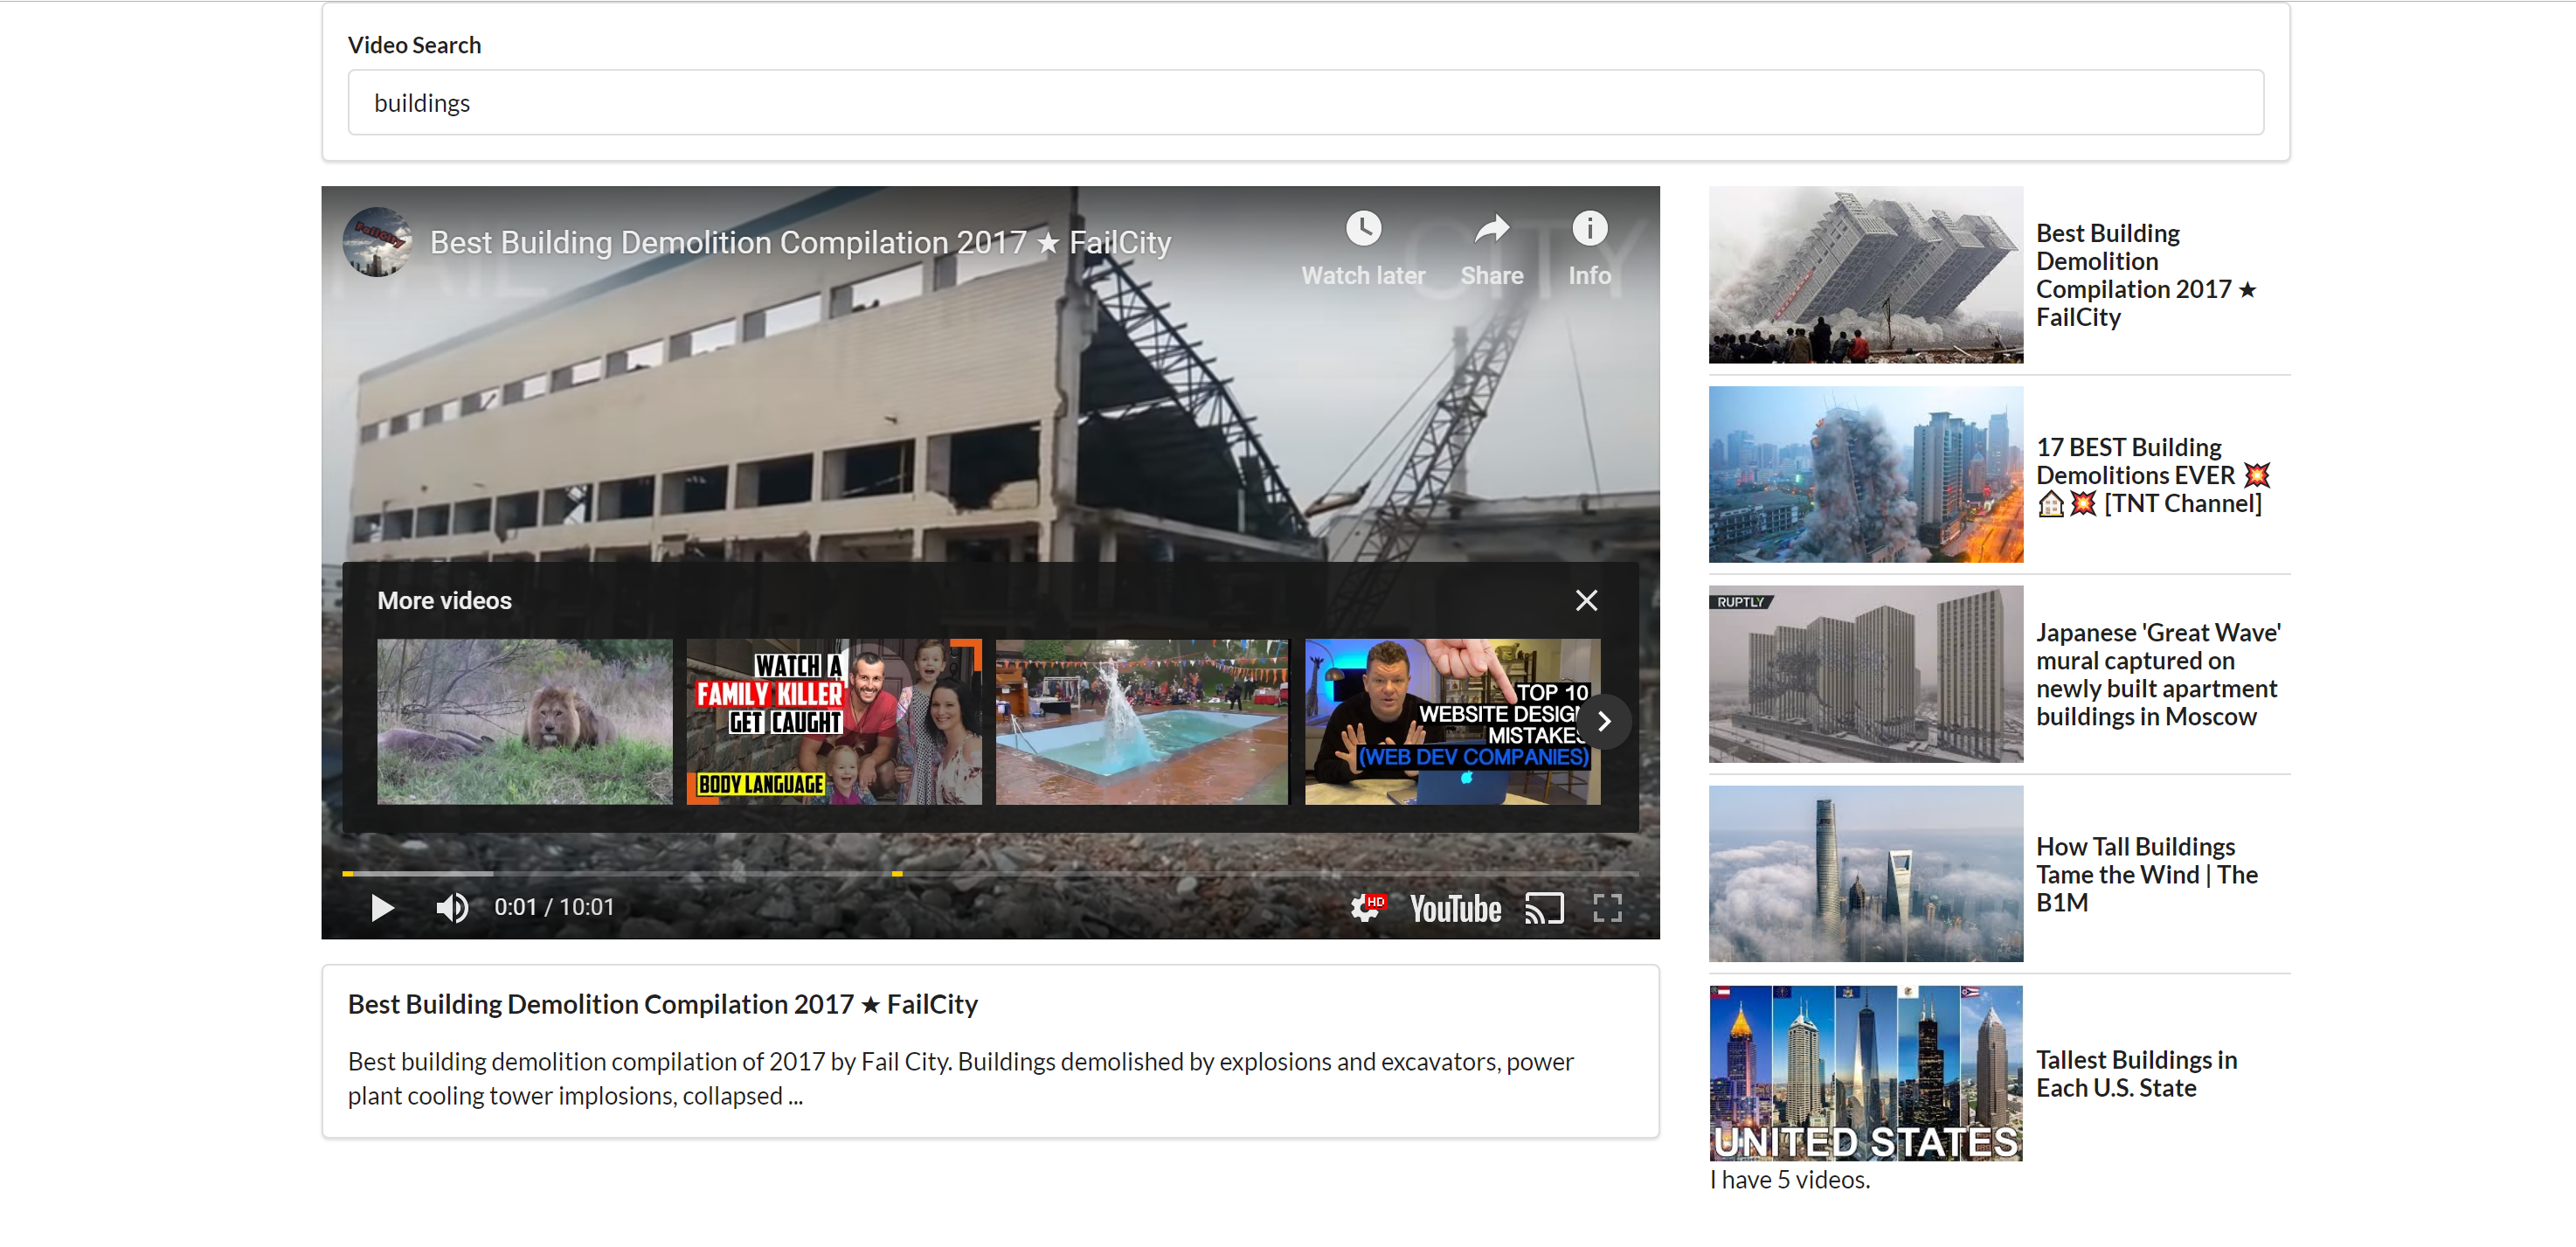 Video Search
buildings
FailCity
Best Building Demolition Compilation 2017 ★ FailCity
Watch later
Share
Info
FAIL
CITY
More videos
WATCH A
FAMILY KILLER
GET CAUGHT
BODY LANGUAGE
TOP 10
WEBSITE DESIGN
MISTAKES
(WEB DEV COMPANIES)
0:01 / 10:01
HD
YouTube
Best Building Demolition Compilation 2017 ★ FailCity
Best building demolition compilation of 2017 by Fail City. Buildings demolished by explosions and excavators, power
plant cooling tower implosions, collapsed ...
Best Building
Demolition
Compilation 2017 ★
FailCity
17 BEST Building
Demolitions EVER 💥
🏠💥 [TNT Channel]
RUPTLY
Japanese 'Great Wave'
mural captured on
newly built apartment
buildings in Moscow
How Tall Buildings
Tame the Wind | The
B1M
UNITED STATES
Tallest Buildings in
Each U.S. State
I have 5 videos.